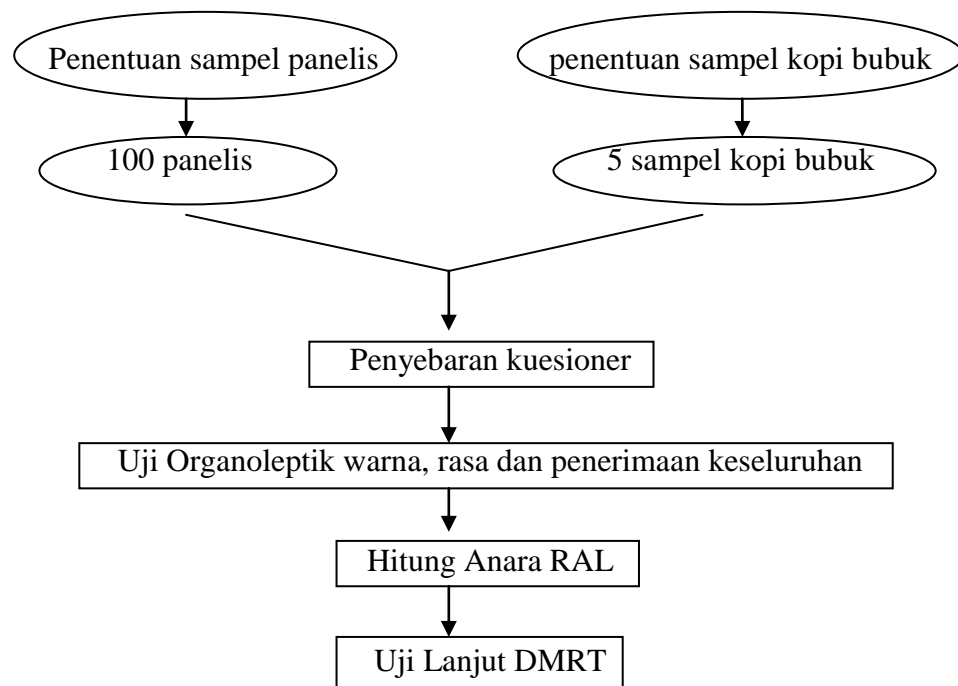 Penentuan sampel panelis
penentuan sampel kopi bubuk
100 panelis
5 sampel kopi bubuk
Penyebaran kuesioner
Uji Organoleptik warna, rasa dan penerimaan keseluruhan
Hitung Anara RAL
Uji Lanjut DMRT